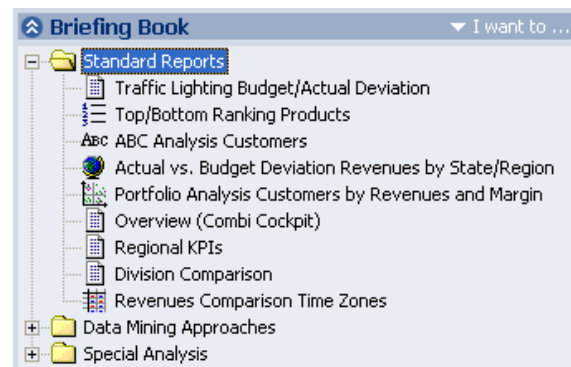 Briefing Book
I want to ...
Standard Reports
Traffic Lighting Budget/Actual Deviation
Top/Bottom Ranking Products
ABC ABC Analysis Customers
Actual vs. Budget Deviation Revenues by State/Region
Portfolio Analysis Customers by Revenues and Margin
Overview (Combi Cockpit)
Regional KPIs
Division Comparison
Revenues Comparison Time Zones
Data Mining Approaches
Special Analysis